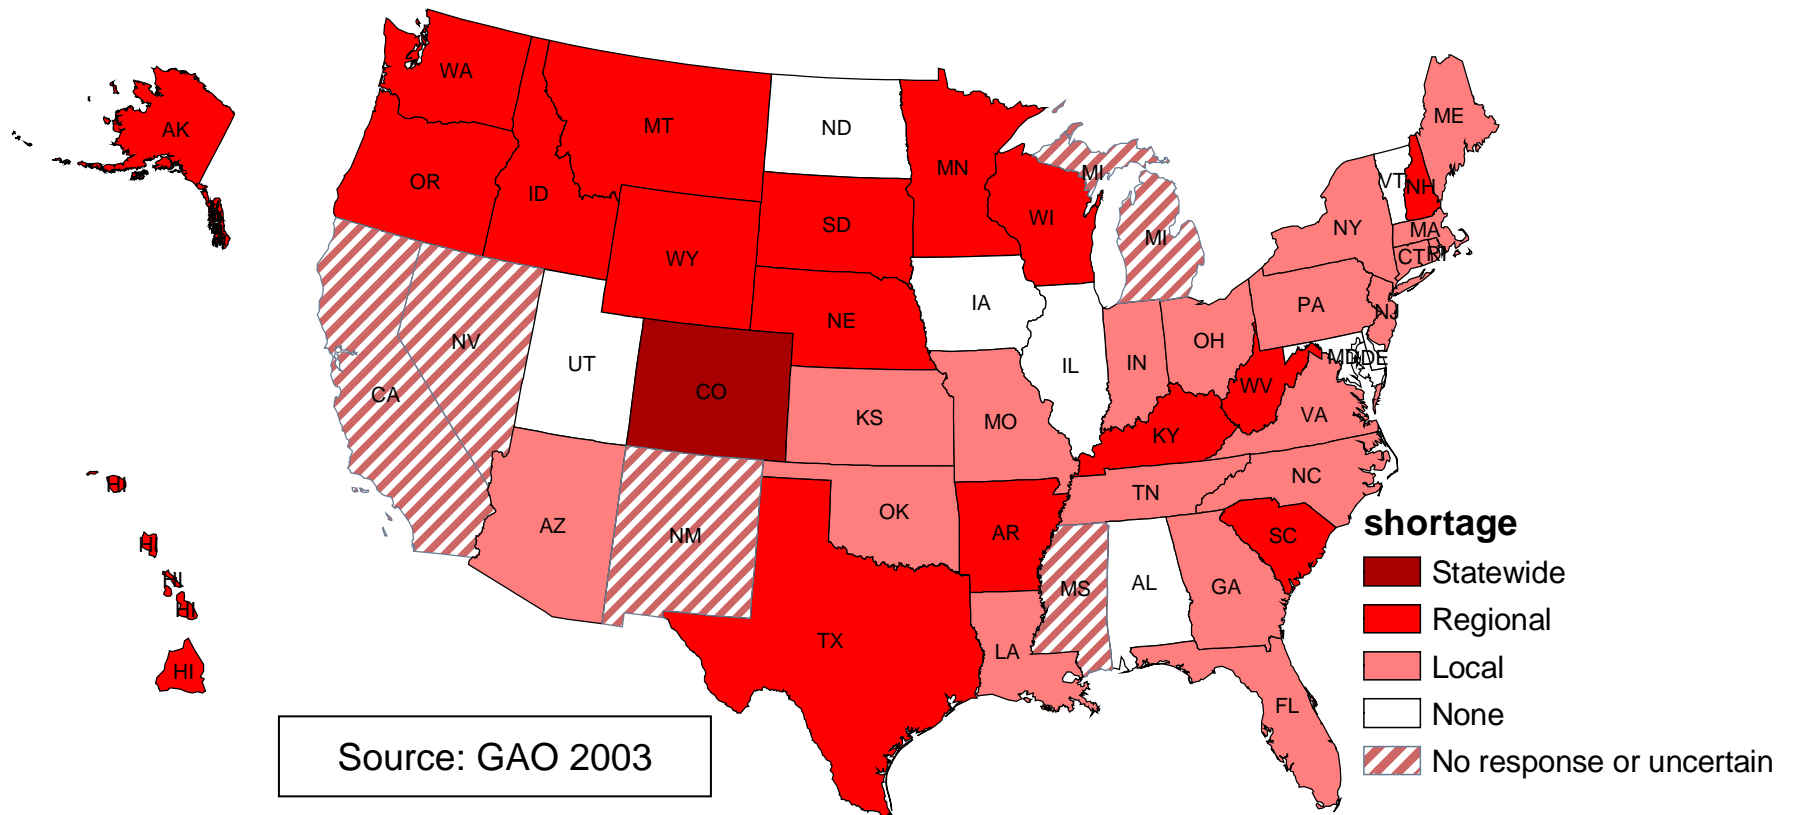 WA
ME
AK
MT
ND
MN
MI
VT
NH
OR
ID
SD
WI
NY
MA
MI
CT
RI
WY
NE
IA
PA
NJ
NV
UT
IL
IN
OH
MD
DE
CA
CO
KS
MO
WV
VA
KY
HI
AZ
NM
OK
AR
TN
NC
SC
HI
HI
HI
HI
TX
LA
MS
AL
GA
FL
shortage
Statewide
Regional
Local
None
No response or uncertain
Source: GAO 2003